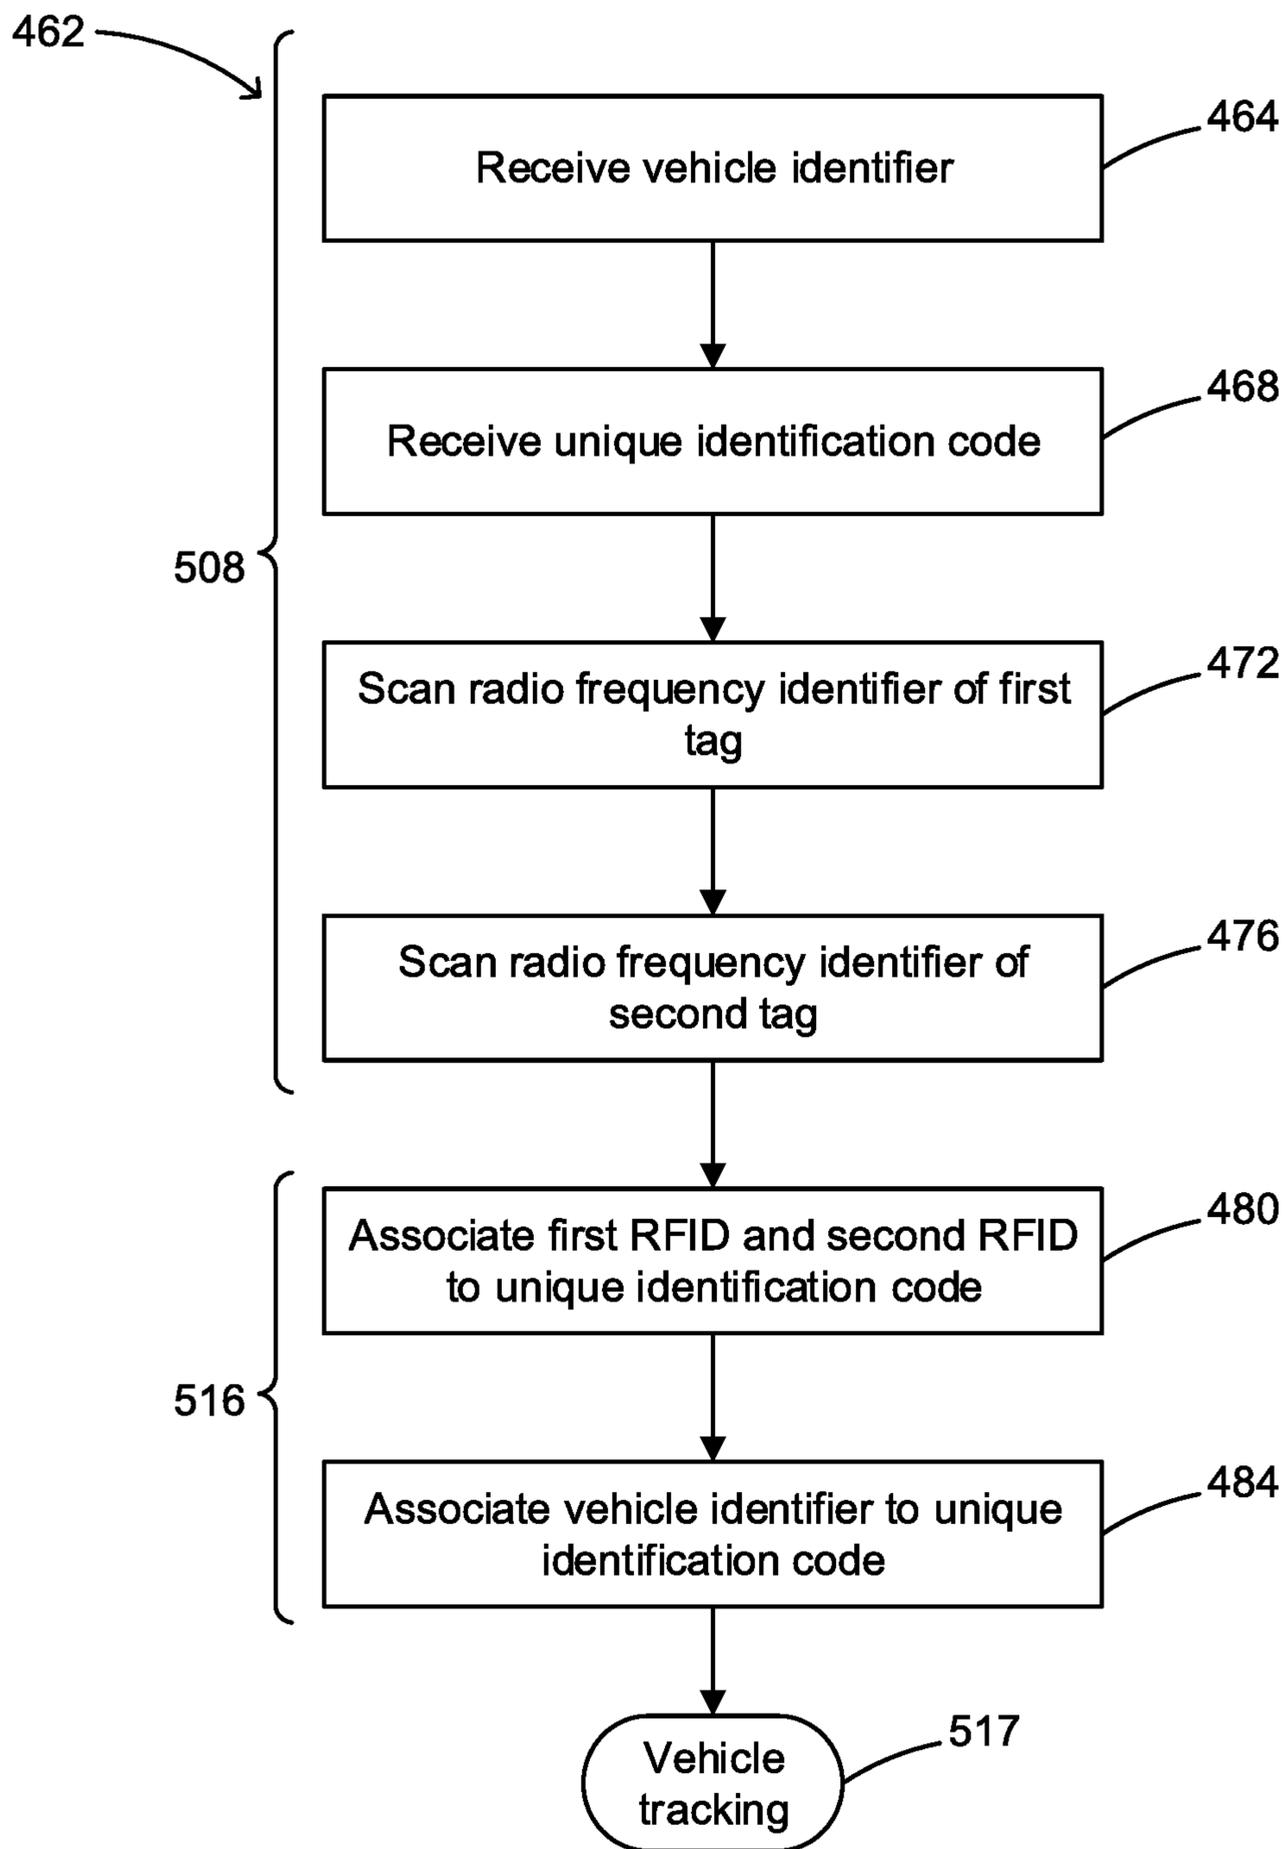 462
464
Receive vehicle identifier
468
Receive unique identification code
508
472
Scan radio frequency identifier of first
tag
476
Scan radio frequency identifier of
second tag
480
Associate first RFID and second RFID
to unique identification code
516
484
Associate vehicle identifier to unique
identification code
517
Vehicle
tracking